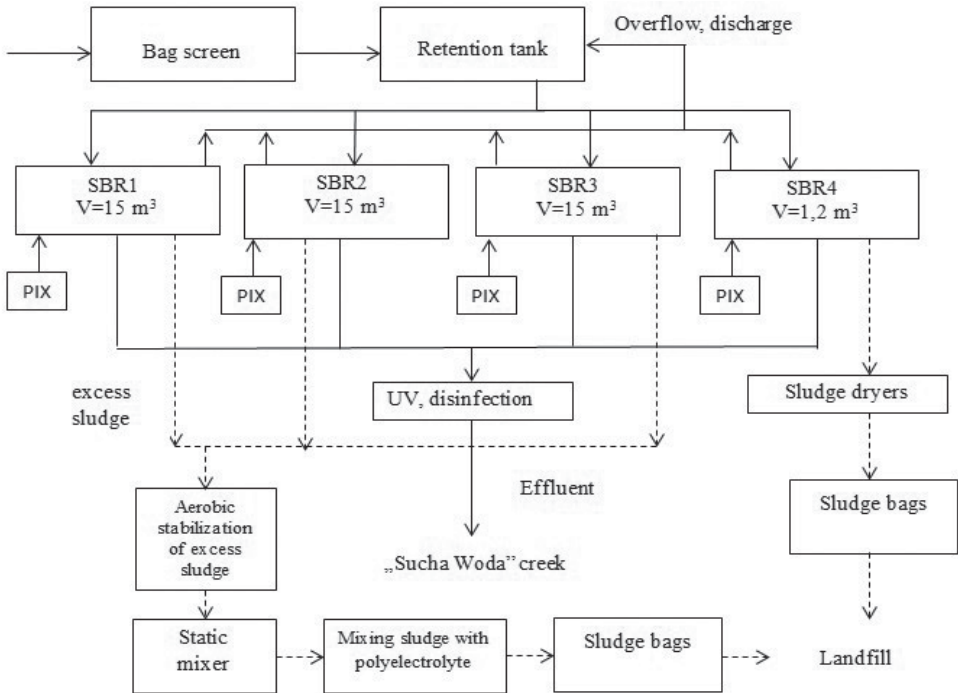 Overflow, discharge
Bag screen
Retention tank
SBR1
V=15 m³
SBR2
V=15 m³
SBR3
V=15 m³
SBR4
V=1,2 m³
PIX
PIX
PIX
PIX
excess
sludge
UV, disinfection
Sludge dryers
Effluent
Aerobic
stabilization
of excess
sludge
Sludge bags
„Sucha Woda” creek
Static
mixer
Mixing sludge with
polyelectrolyte
Sludge bags
Landfill